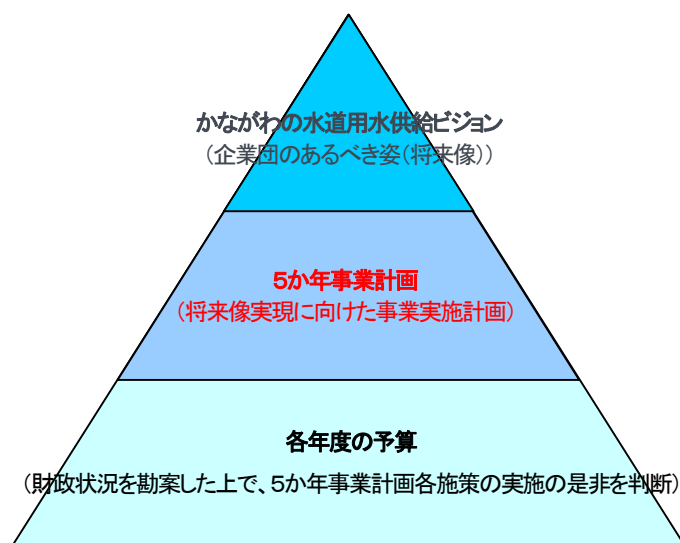 かながわの水道用水供給ビジョン
（企業団のあるべき姿（将来像））
5か年事業計画
（将来像実現に向けた事業実施計画）
各年度の予算
（財政状況を勘案した上で、5か年事業計画各施策の実施の是非を判断）